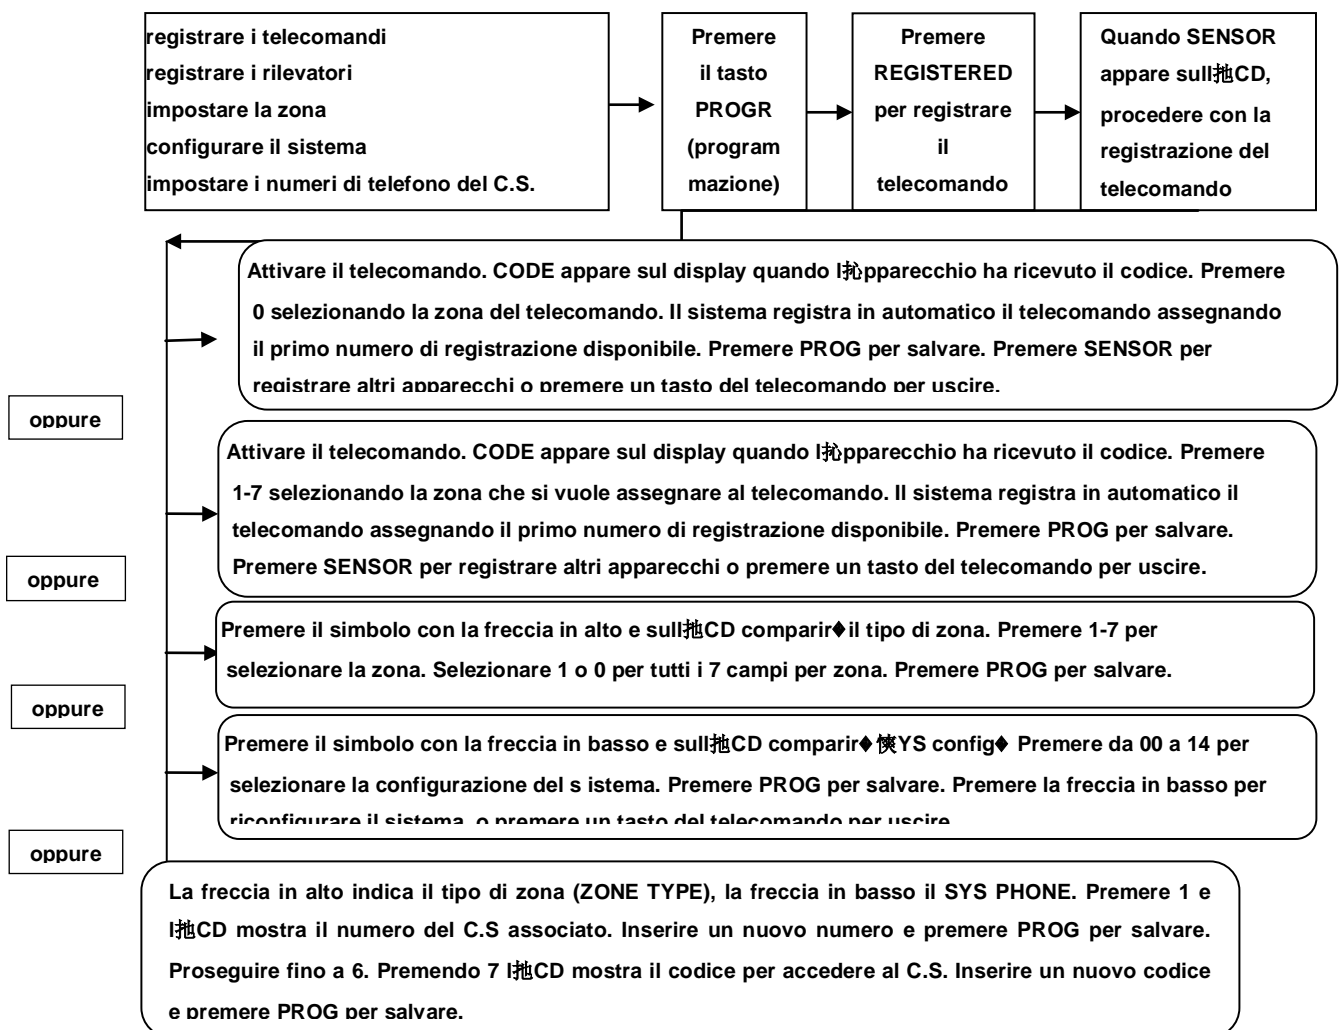 registrare i telecomandi
registrare i rilevatori
impostare la zona
configurare il sistema
impostare i numeri di telefono del C.S.
Premere
il tasto
PROGR
(program
mazione)
Premere
REGISTERED
per registrare
il
telecomando
Quando SENSOR
appare sull抴CD,
procedere con la
registrazione del
telecomando
Attivare il telecomando. CODE appare sul display quando l抋pparecchio ha ricevuto il codice. Premere
0 selezionando la zona del telecomando. Il sistema registra in automatico il telecomando assegnando
il primo numero di registrazione disponibile. Premere PROG per salvare. Premere SENSOR per
registrare altri apparecchi o premere un tasto del telecomando per uscire.
oppure
Attivare il telecomando. CODE appare sul display quando l抋pparecchio ha ricevuto il codice. Premere
1-7 selezionando la zona che si vuole assegnare al telecomando. Il sistema registra in automatico il
telecomando assegnando il primo numero di registrazione disponibile. Premere PROG per salvare.
Premere SENSOR per registrare altri apparecchi o premere un tasto del telecomando per uscire.
oppure
Premere il simbolo con la freccia in alto e sull抴CD comparir♦il tipo di zona. Premere 1-7 per
selezionare la zona. Selezionare 1 o 0 per tutti i 7 campi per zona. Premere PROG per salvare.
oppure
Premere il simbolo con la freccia in basso e sull抴CD comparir♦慡YS config♦ Premere da 00 a 14 per
selezionare la configurazione del s istema. Premere PROG per salvare. Premere la freccia in basso per
riconfigurare il sistema, o premere un tasto del telecomando per uscire
oppure
La freccia in alto indica il tipo di zona (ZONE TYPE), la freccia in basso il SYS PHONE. Premere 1 e
l抴CD mostra il numero del C.S associato. Inserire un nuovo numero e premere PROG per salvare.
Proseguire fino a 6. Premendo 7 l抴CD mostra il codice per accedere al C.S. Inserire un nuovo codice
e premere PROG per salvare.